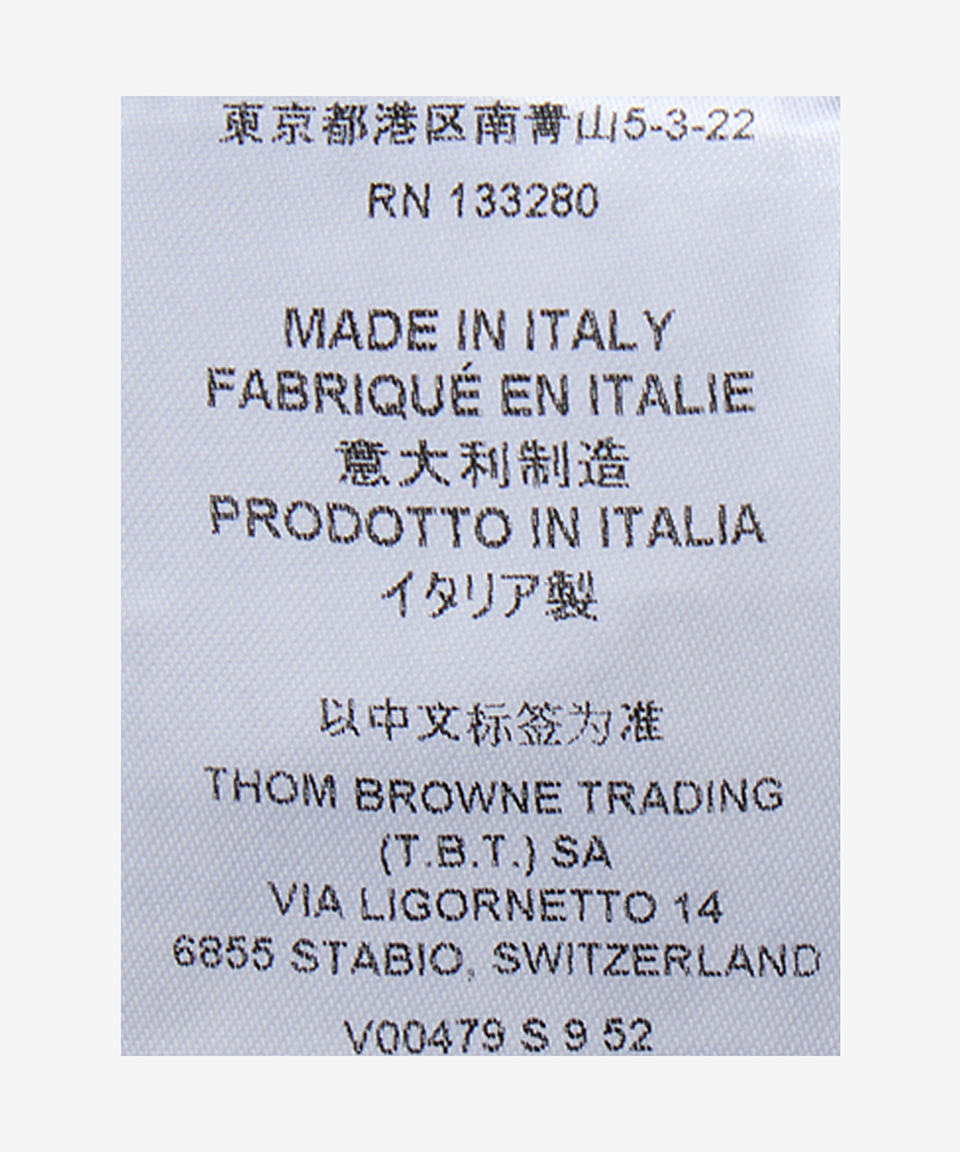 東京都港区南青山5-3-22
RN 133280
MADE IN ITALY
FABRIQUÉ EN ITALIE
意大利制造
PRODOTTO IN ITALIA
イタリア製
以中文标签为准
THOM BROWNE TRADING
(T.B.T.) SA
VIA LIGORNETTO 14
6855 STABIO, SWITZERLAND
V00479 S 9 52